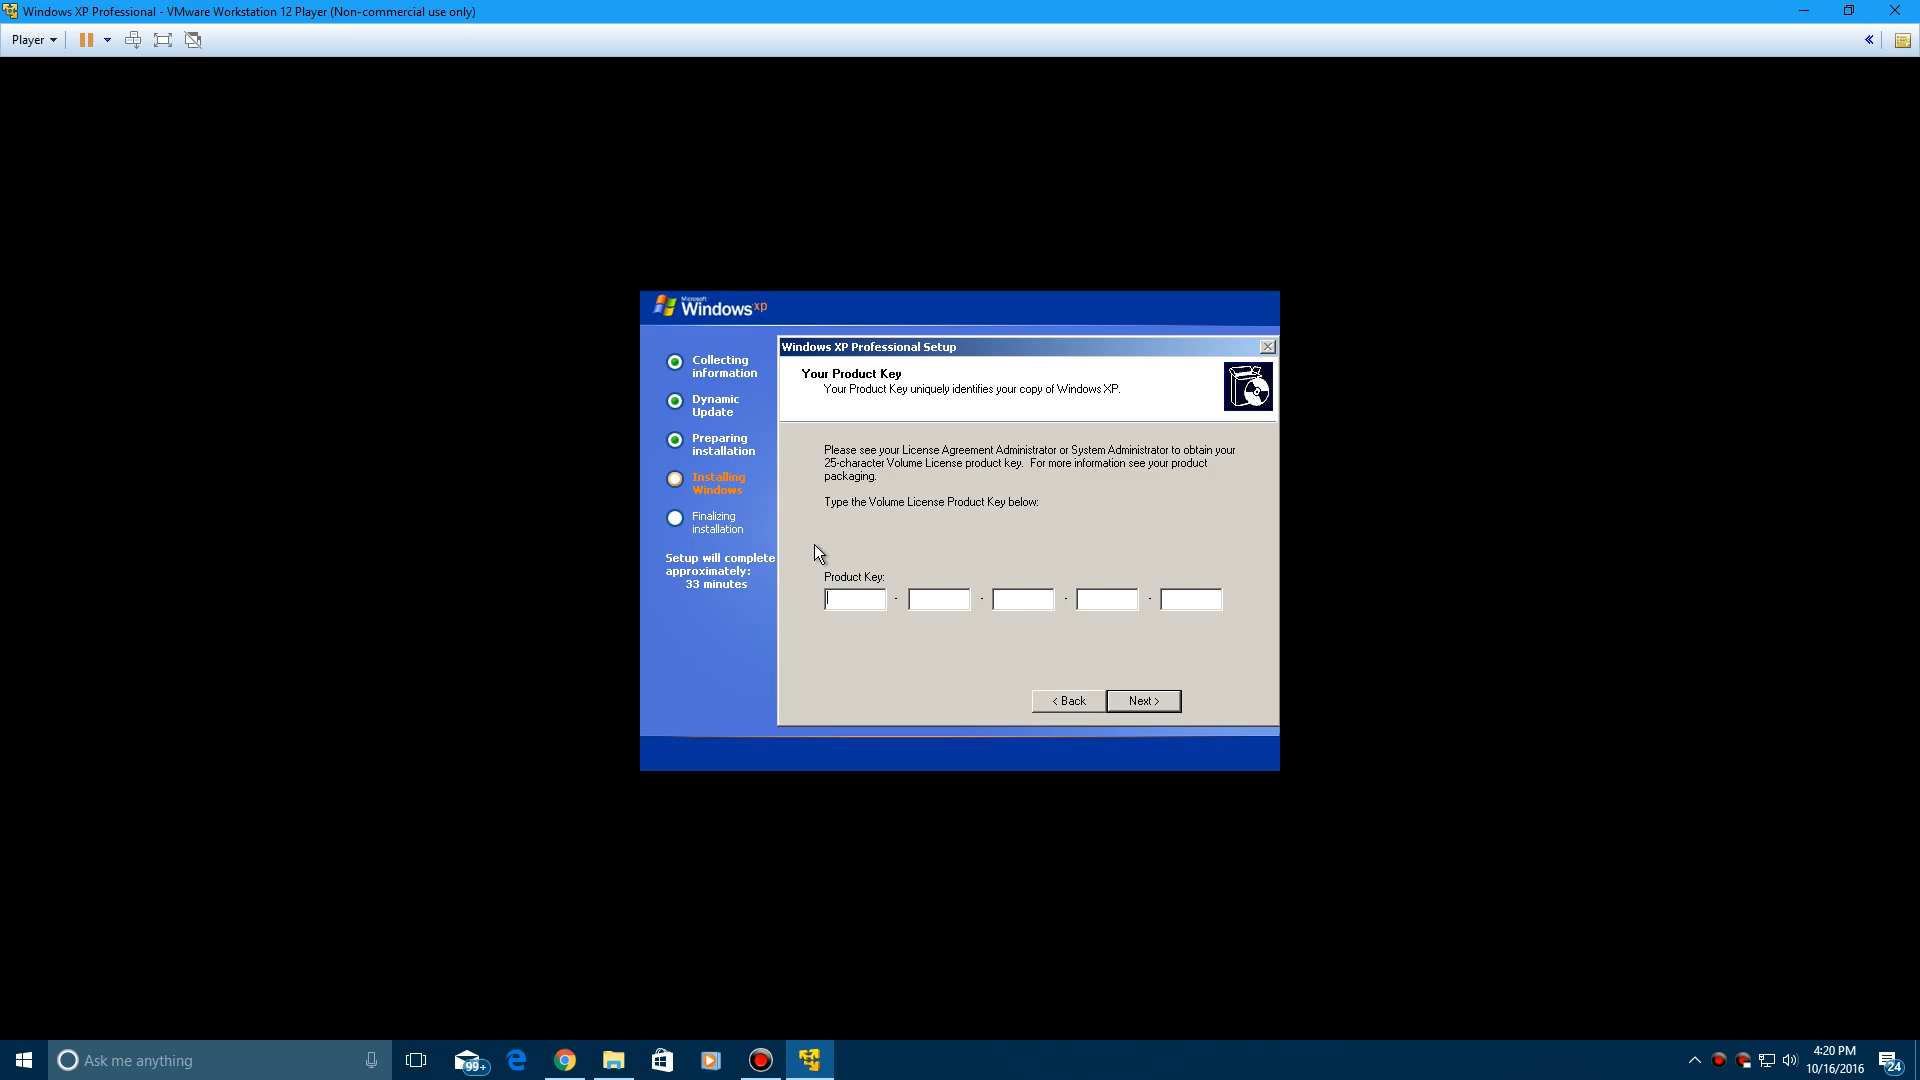 Windows XP Professional - VMware Workstation 12 Player (Non-commercial use only)
Player
Microsoft
Windows xp
Collecting
information
Dynamic
Update
Preparing
installation
Installing
Windows
Finalizing
installation
Setup will complete
approximately:
33 minutes
Windows XP Professional Setup
Your Product Key
Your Product Key uniquely identifies your copy of Windows XP.
Please see your License Agreement Administrator or System Administrator to obtain your
25-character Volume License product key. For more information see your product
packaging.
Type the Volume License Product Key below:
Product Key:
- - - -
< Back
Next >
Ask me anything
99+
4:20 PM
10/16/2016
24